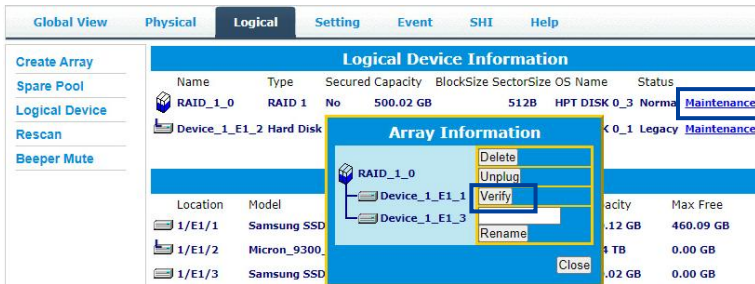 Global View Physical Logical Setting Event SHI Help
Create Array
Spare Pool
Logical Device
Rescan
Beeper Mute
Logical Device Information
Name Type Secured Capacity BlockSize SectorSize OS Name Status
RAID_1_0 RAID 1 No 500.02 GB 512B HPT DISK 0_3 Norma Maintenance
Device_1_E1_2 Hard Disk K 0_1 Legacy Maintenance
Array Information
RAID_1_0
Device_1_E1_1
Device_1_E1_3
Delete
Unplug
Verify
Rename
Close
Location Model acity Max Free
1/E1/1 Samsung SSD .12 GB 460.09 GB
1/E1/2 Micron_9300_ TB 0.00 GB
1/E1/3 Samsung SSD .02 GB 0.00 GB